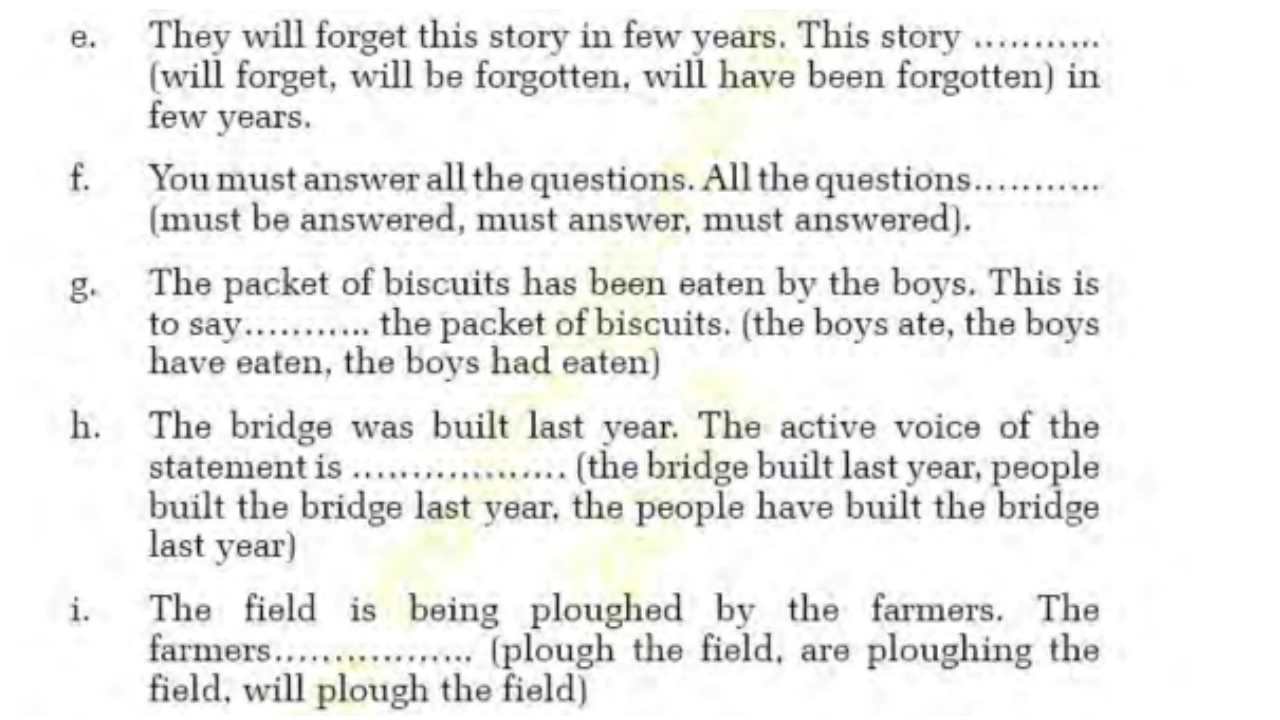 e. They will forget this story in few years. This story ...........
(will forget, will be forgotten, will have been forgotten) in
few years.
f. You must answer all the questions. All the questions...........
(must be answered, must answer, must answered).
g. The packet of biscuits has been eaten by the boys. This is
to say........... the packet of biscuits. (the boys ate, the boys
have eaten, the boys had eaten)
h. The bridge was built last year. The active voice of the
statement is .................. (the bridge built last year, people
built the bridge last year, the people have built the bridge
last year)
i. The field is being ploughed by the farmers. The
farmers................. (plough the field, are ploughing the
field, will plough the field)